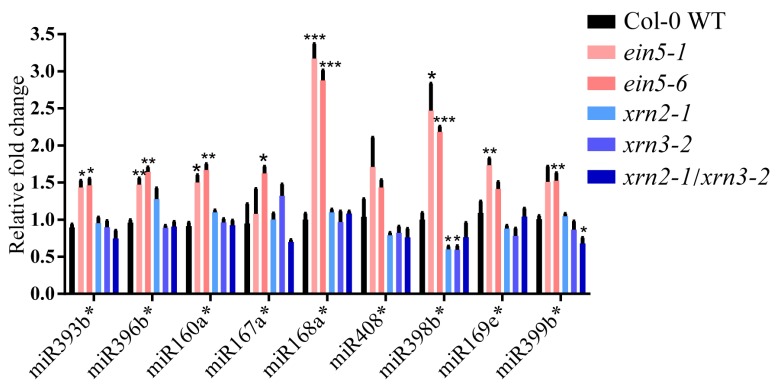 Relative fold change
3.5
3.0
2.5
2.0
1.5
1.0
0.5
0.0
* *
** **
* **
*
*** ***
* ***
* *
**
**
*
miR393b*
miR396b*
miR160a*
miR167a*
miR168a*
miR408*
miR398b*
miR169e*
miR399b*
Col-0 WT
ein5-1
ein5-6
xrn2-1
xrn3-2
xrn2-1/xrn3-2